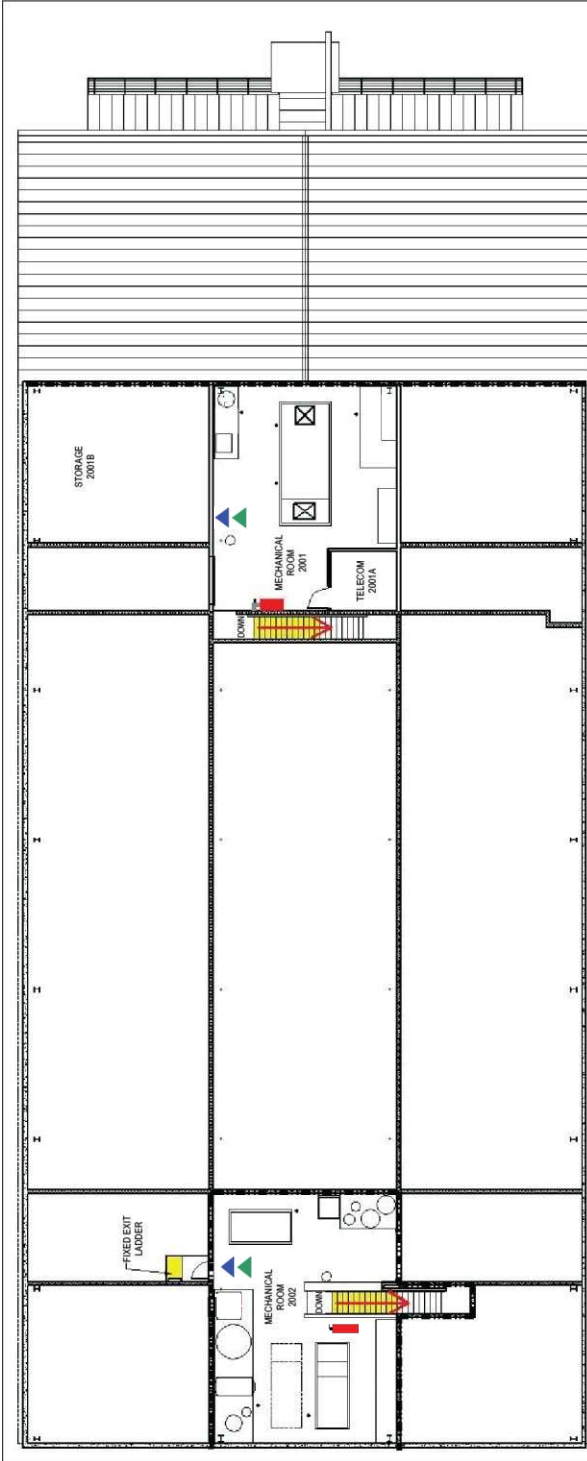 STORAGE
2001B
MECHANICAL
ROOM
2001
TELECOM
2001A
DOWN
FIXED EXIT
LADDER
MECHANICAL
ROOM
2002
DOWN